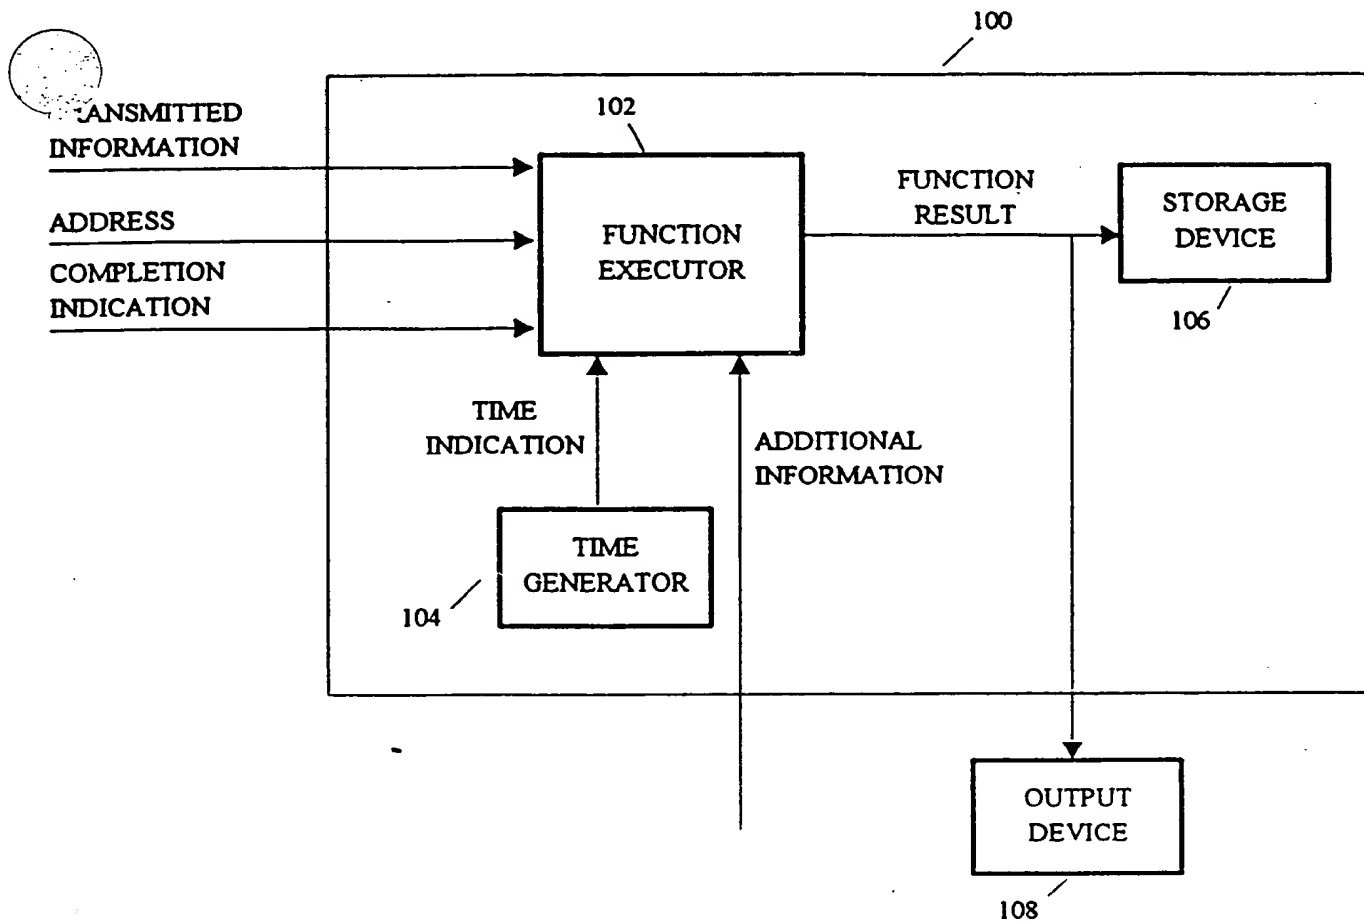 100
ANSMITTED
INFORMATION
102
FUNCTION
RESULT
STORAGE
DEVICE
ADDRESS
FUNCTION
EXECUTOR
COMPLETION
INDICATION
106
TIME
INDICATION
ADDITIONAL
INFORMATION
TIME
GENERATOR
104
OUTPUT
DEVICE
108